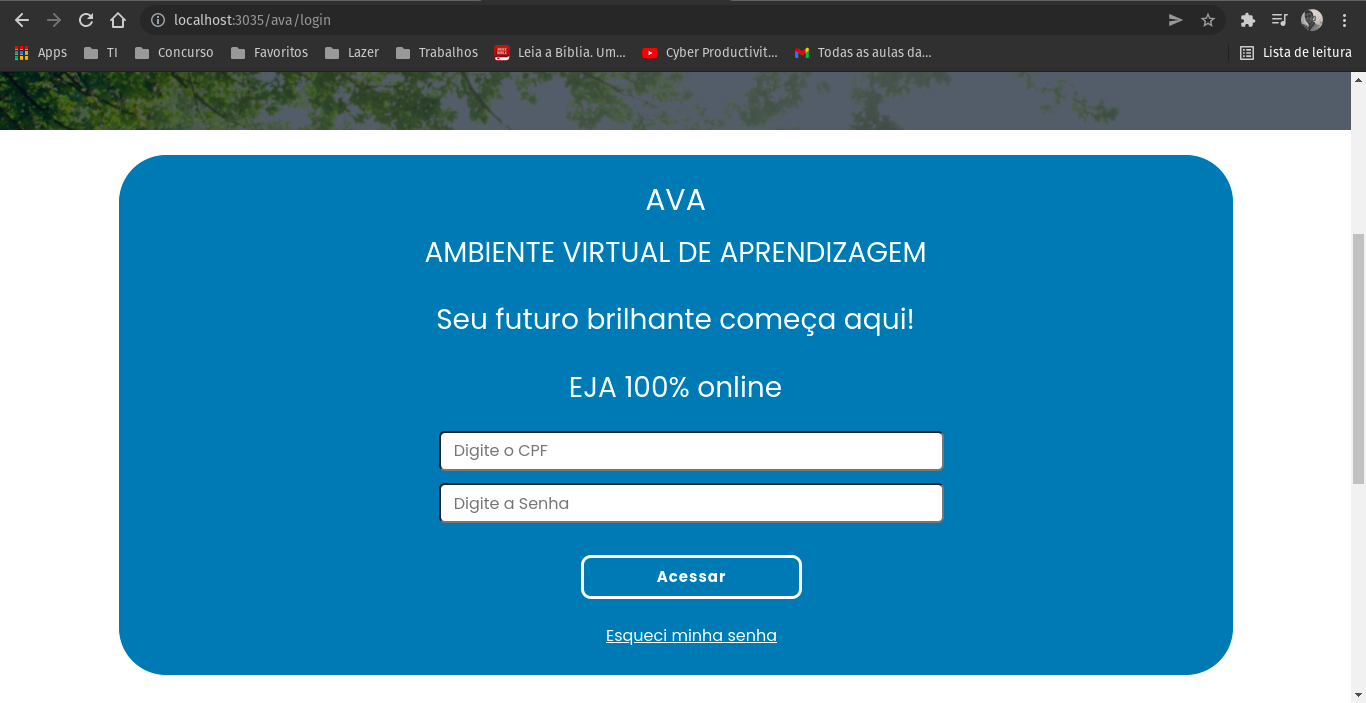 localhost:3035/ava/login
Apps TI Concurso Favoritos Lazer Trabalhos Leia a Bíblia. Um... Cyber Productivit... Todas as aulas da... Lista de leitura
AVA
AMBIENTE VIRTUAL DE APRENDIZAGEM
Seu futuro brilhante começa aqui!
EJA 100% online
Digite o CPF
Digite a Senha
Acessar
Esqueci minha senha